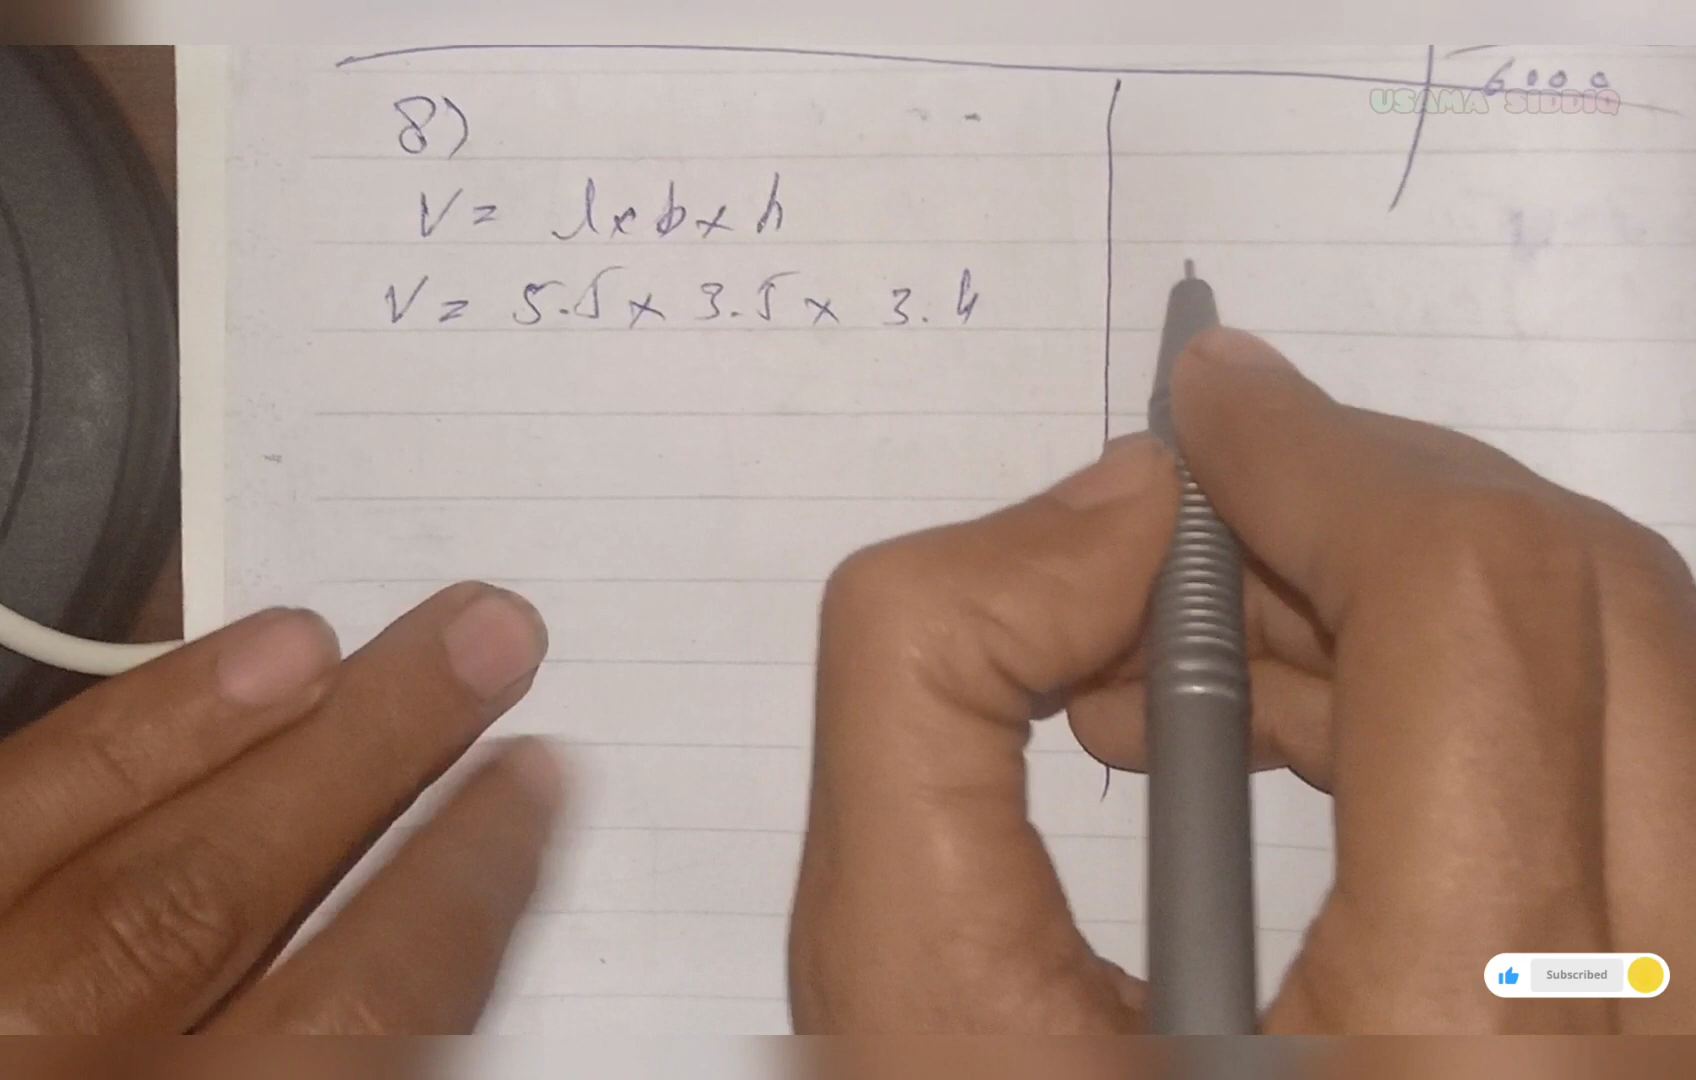 6000
USAMA SIDDIQ
8)
V = l x b x h
V = 5.5 x 3.5 x 3.4
Subscribed